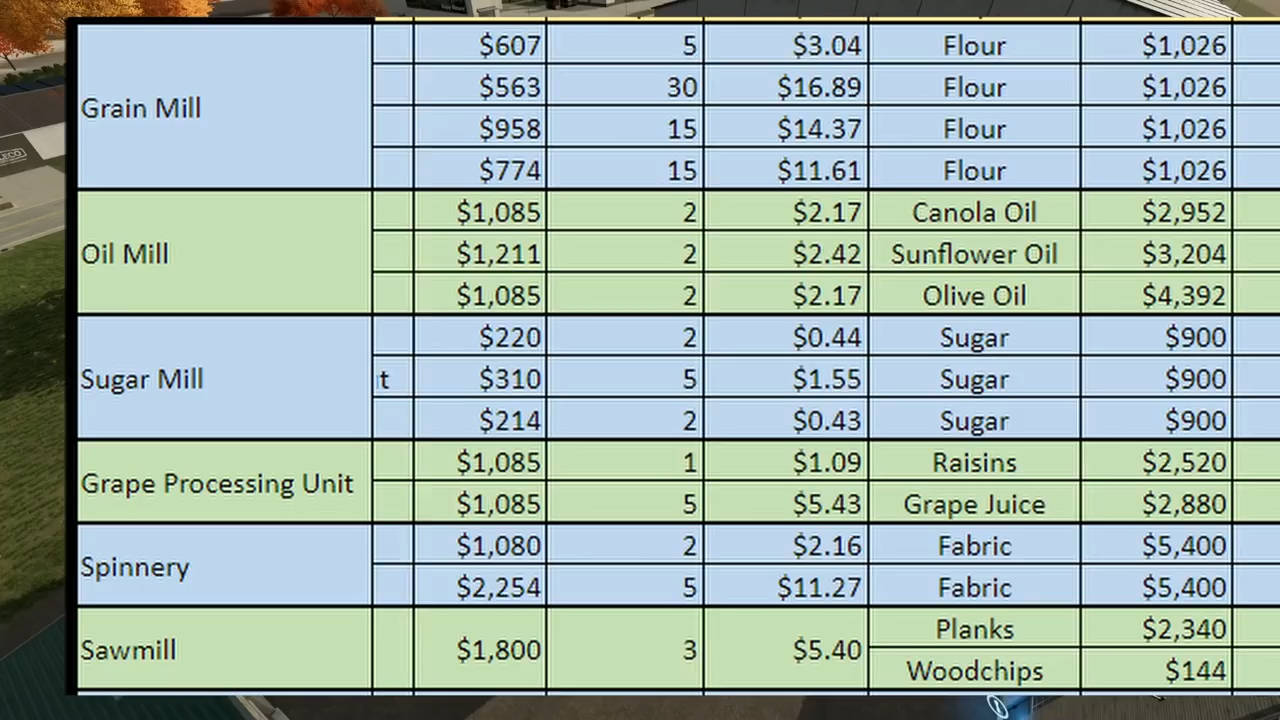 Grain Mill
$607 5 $3.04 Flour $1,026
$563 30 $16.89 Flour $1,026
$958 15 $14.37 Flour $1,026
$774 15 $11.61 Flour $1,026
Oil Mill
$1,085 2 $2.17 Canola Oil $2,952
$1,211 2 $2.42 Sunflower Oil $3,204
$1,085 2 $2.17 Olive Oil $4,392
Sugar Mill
$220 2 $0.44 Sugar $900
t $310 5 $1.55 Sugar $900
$214 2 $0.43 Sugar $900
Grape Processing Unit
$1,085 1 $1.09 Raisins $2,520
$1,085 5 $5.43 Grape Juice $2,880
Spinnery
$1,080 2 $2.16 Fabric $5,400
$2,254 5 $11.27 Fabric $5,400
Sawmill
$1,800 3 $5.40
Planks $2,340
Woodchips $144